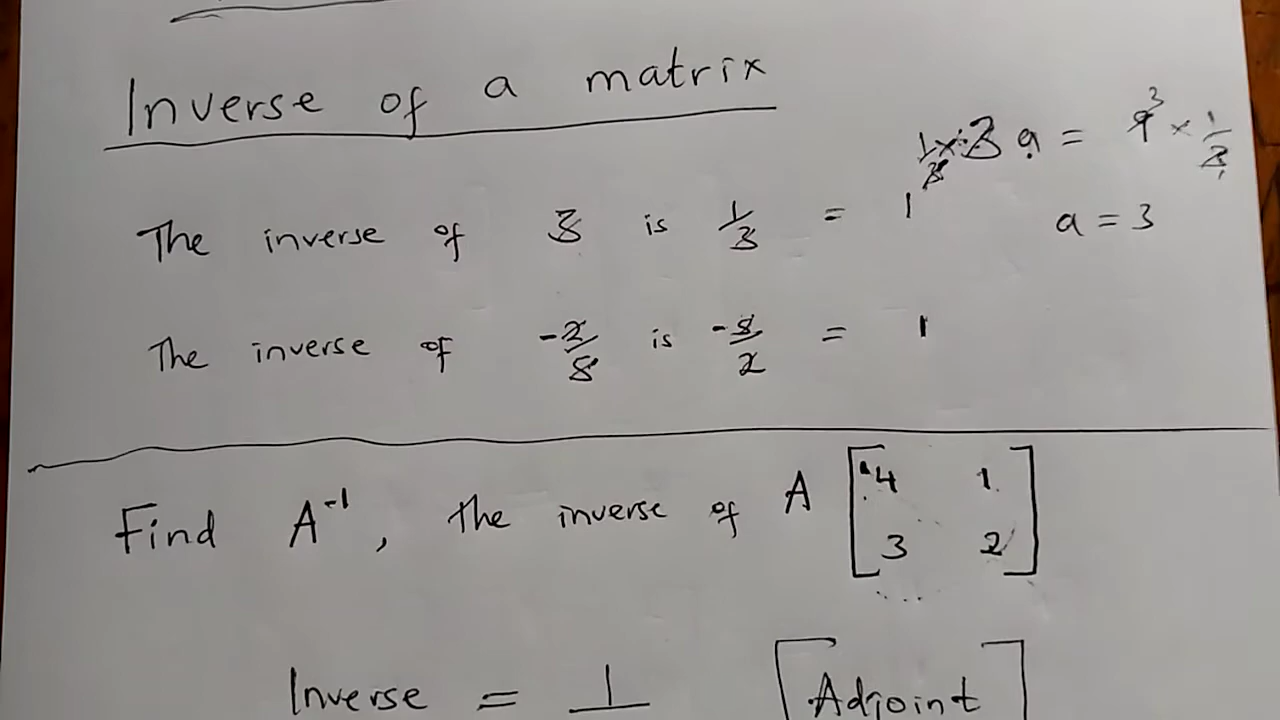 Inverse of a matrix
1/3 × 3 a = 9 3 × 1/3
a = 3
The inverse of 3 is 1/3 = 1
The inverse of -2/8 is -8/2 = 1
Find A⁻¹, the inverse of A [4 1
3 2]
Inverse = 1 [Adjoint]